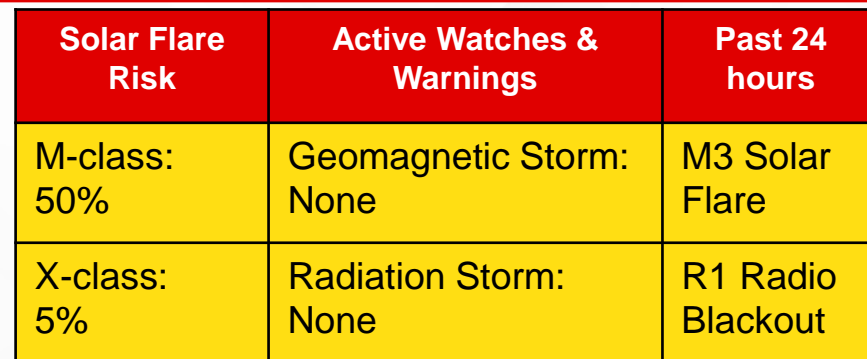 Solar Flare
Risk
Active Watches &
Warnings
Past 24
hours
M-class:
50%
Geomagnetic Storm:
None
M3 Solar
Flare
X-class:
5%
Radiation Storm:
None
R1 Radio
Blackout